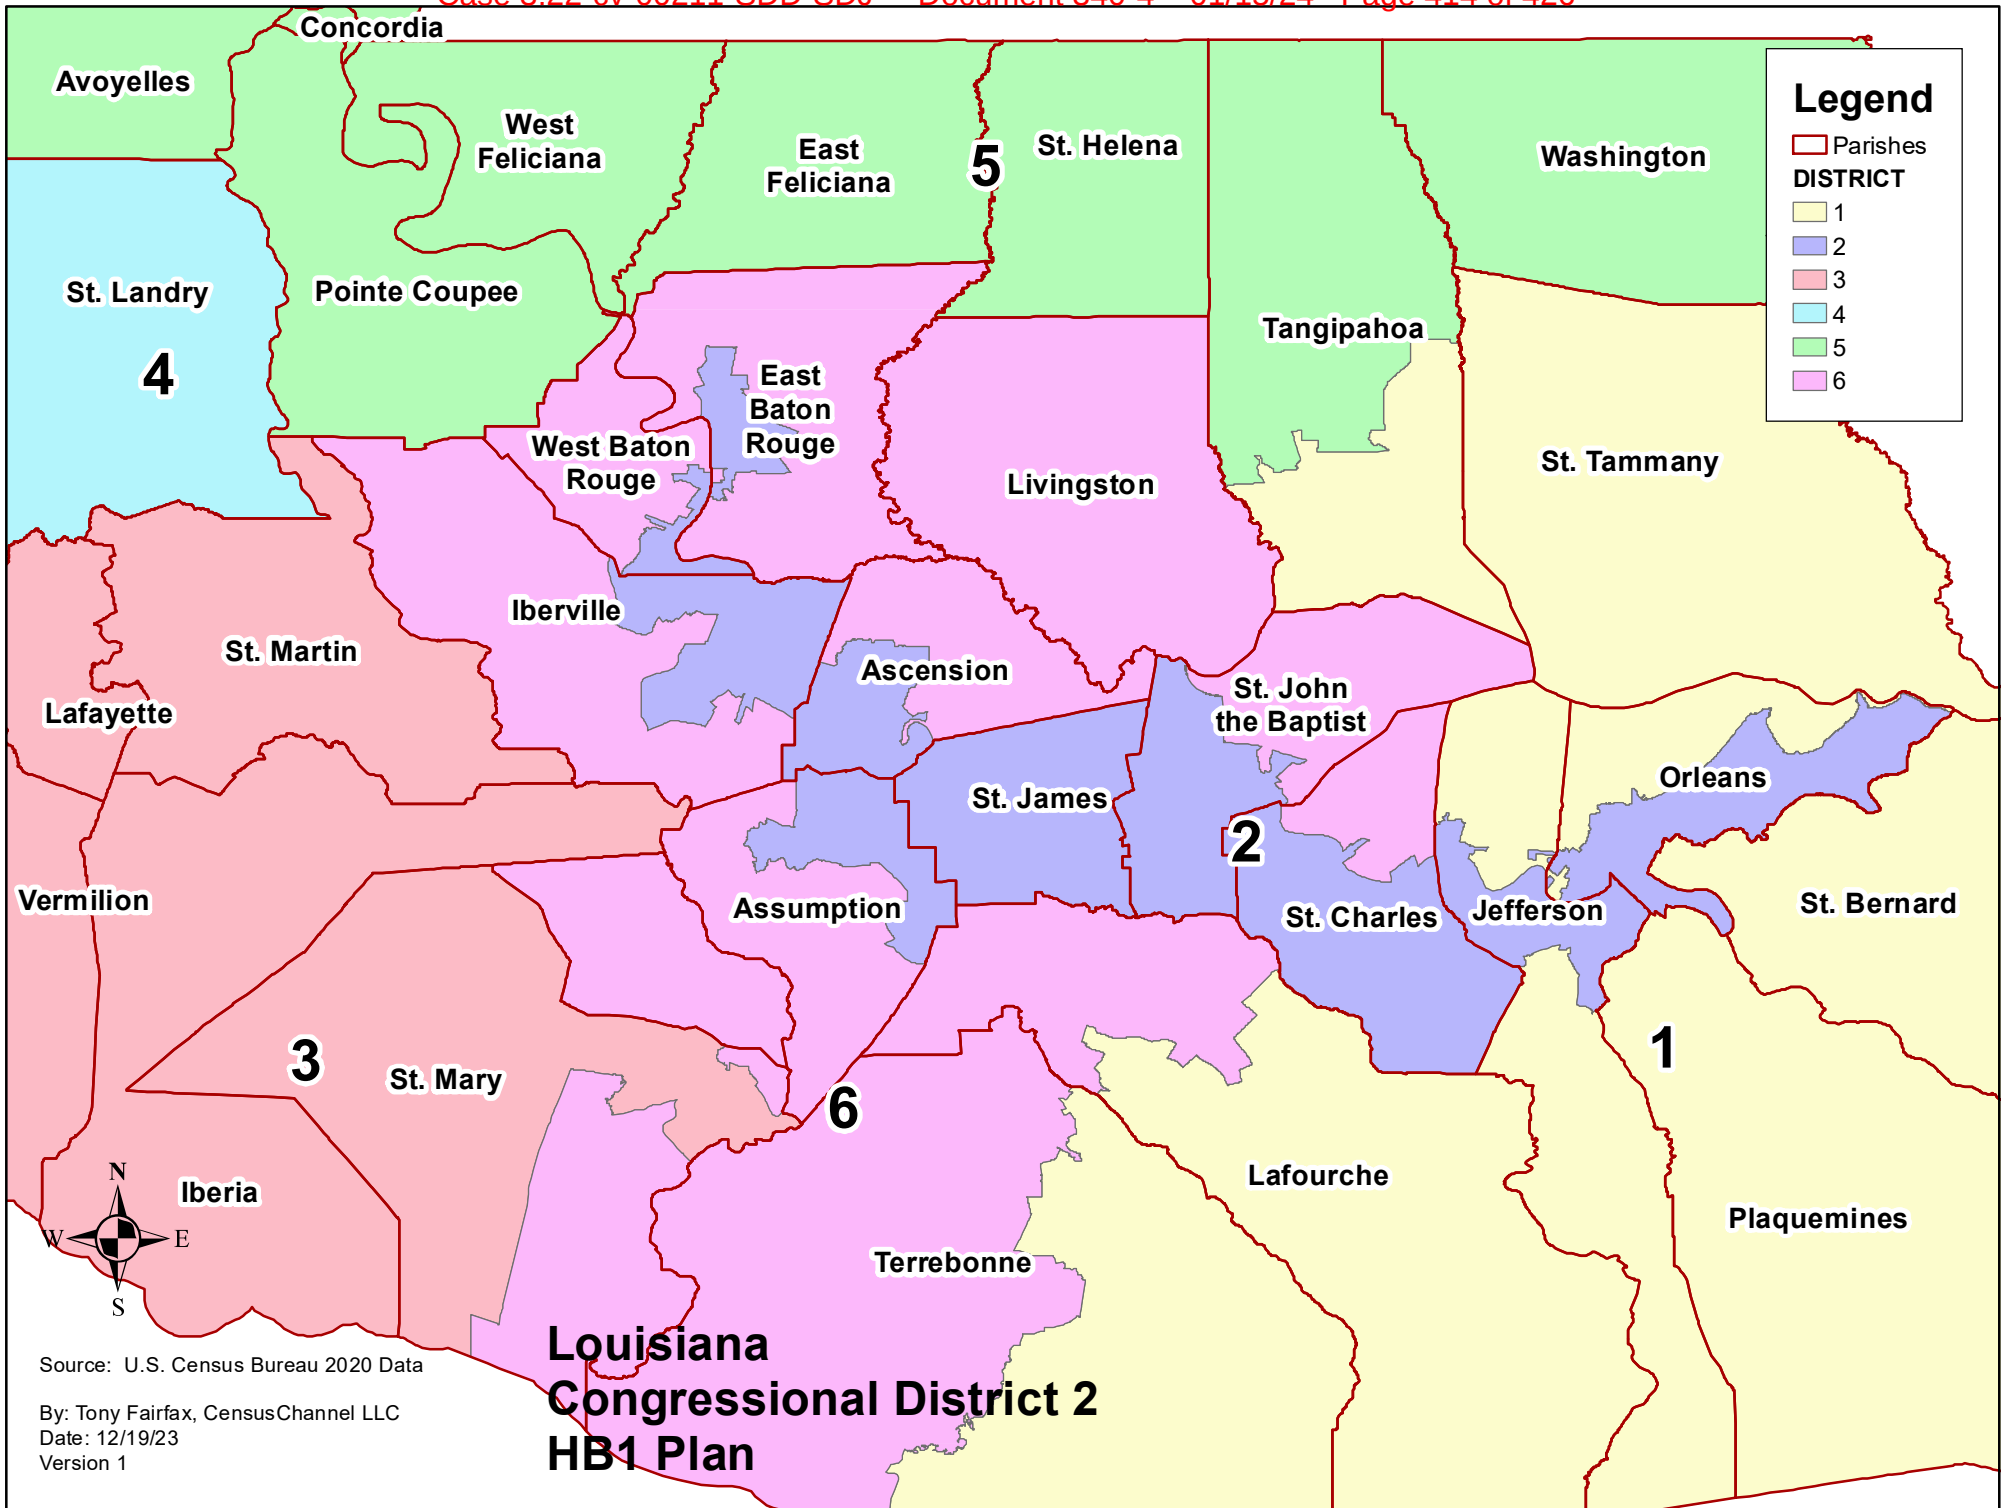 Concordia
Avoyelles
West
Feliciana
East
Feliciana
5
St. Helena
Washington
Legend
Parishes
DISTRICT
1
2
3
4
5
6
St. Landry
Pointe Coupee
Tangipahoa
4
East
Baton
Rouge
West Baton
Rouge
Livingston
St. Tammany
Iberville
St. Martin
Ascension
St. John
the Baptist
Lafayette
Orleans
St. James
2
Vermilion
Assumption
St. Charles
Jefferson
St. Bernard
3
St. Mary
6
1
Lafourche
N
W
E
S
Iberia
Plaquemines
Terrebonne
Louisiana
Congressional District 2
HB1 Plan
Source: U.S. Census Bureau 2020 Data
By: Tony Fairfax, CensusChannel LLC
Date: 12/19/23
Version 1